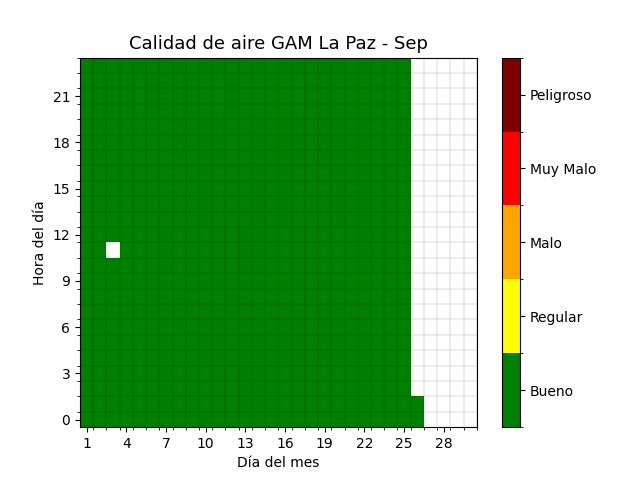 Calidad de aire GAM La Paz - Sep
Hora del día
21
18
15
12
9
6
3
0
1 4 7 10 13 16 19 22 25 28
Día del mes
Peligroso
Muy Malo
Malo
Regular
Bueno